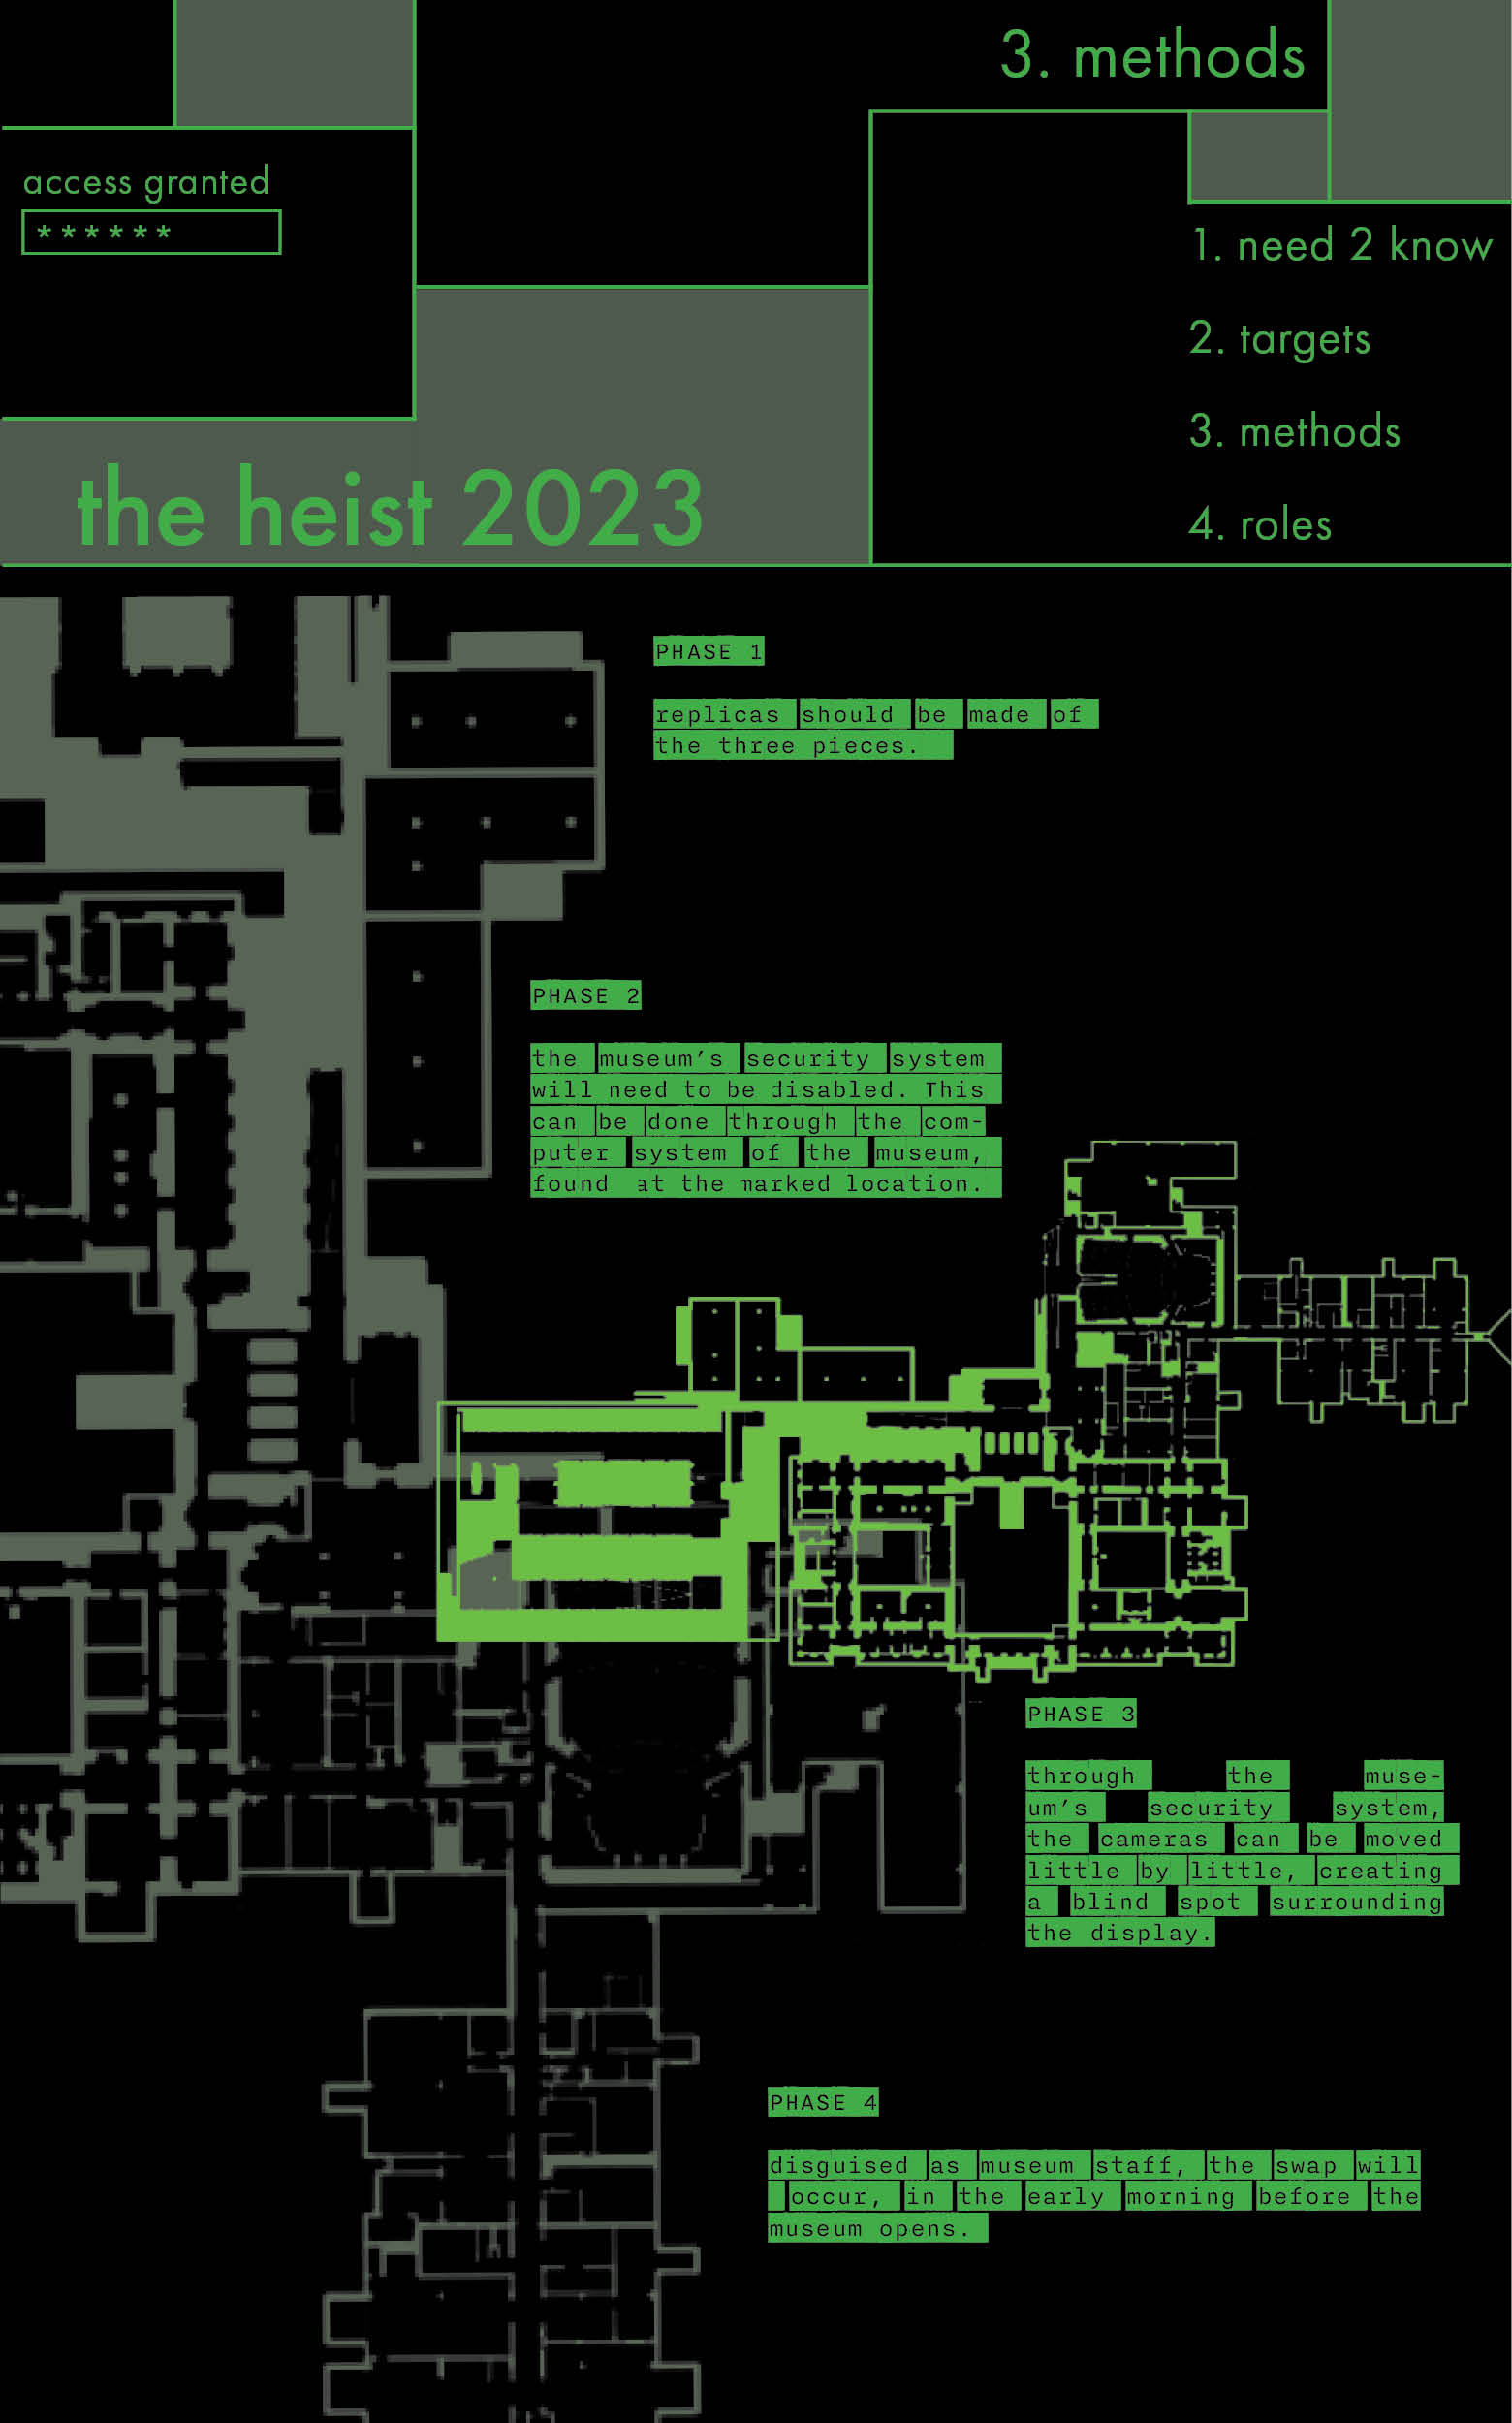 3. methods
access granted
******
1. need 2 know
2. targets
3. methods
4. roles
the heist 2023
PHASE 1
replicas should be made of
the three pieces.
PHASE 2
the museum's security system
will need to be disabled. This
can be done through the com-
puter system of the museum,
found at the marked location.
PHASE 3
through the muse-
um's security system,
the cameras can be moved
little by little, creating
a blind spot surrounding
the display.
PHASE 4
disguised as museum staff, the swap will
occur, in the early morning before the
museum opens.